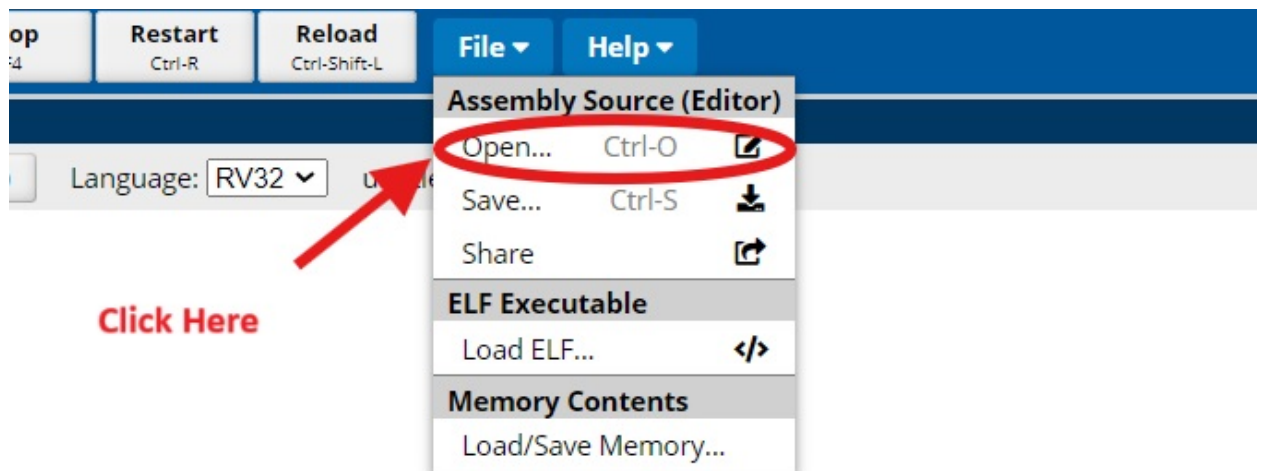 op Restart Reload File Help
F4 Ctrl-R Ctrl-Shift-L
Assembly Source (Editor)
Open... Ctrl-O
Language: RV32
Save... Ctrl-S
Share
ELF Executable
Click Here
Load ELF... </>
Memory Contents
Load/Save Memory...